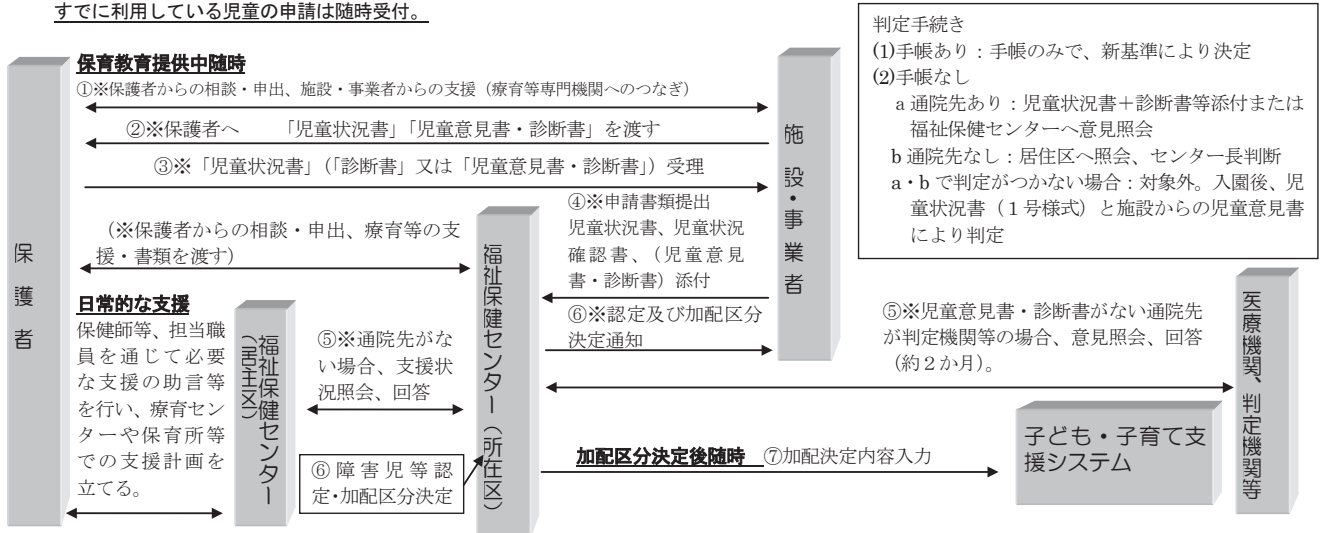 すでに利用している児童の申請は随時受付。
判定手続き
(1)手帳あり：手帳のみで、新基準により決定
(2)手帳なし
a 通院先あり：児童状況書＋診断書等添付または
福祉保健センターへ意見照会
b 通院先なし：居住区へ照会、センター長判断
a・b で判定がつかない場合：対象外。入園後、児
童状況書（１号様式）と施設からの児童意見書
により判定
保育教育提供中随時
①※保護者からの相談・申出、施設・事業者からの支援（療育等専門機関へのつなぎ）
②※保護者へ　「児童状況書」「児童意見書・診断書」を渡す
③※「児童状況書」（「診断書」又は「児童意見書・診断書」）受理
保護者
施設・事業者
（※保護者からの相談・申出、療育等の支
援・書類を渡す）
④※申請書類提出
児童状況書、児童状況
確認書、（児童意見
書・診断書）添付
⑥※認定及び加配区分
決定通知
福祉保健センター（所在区）
日常的な支援
保健師等、担当職
員を通じて必要
な支援の助言等
を行い、療育セン
ターや保育所等
での支援計画を
立てる。
福祉保健センター
（居住区）
⑤※通院先がな
い場合、支援状
況照会、回答
⑥障害児等認
定・加配区分決定
⑤※児童意見書・診断書がない通院先
が判定機関等の場合、意見照会、回答
（約２か月）。
医療機関、判定機関等
加配区分決定後随時　⑦加配決定内容入力
子ども・子育て支
援システム